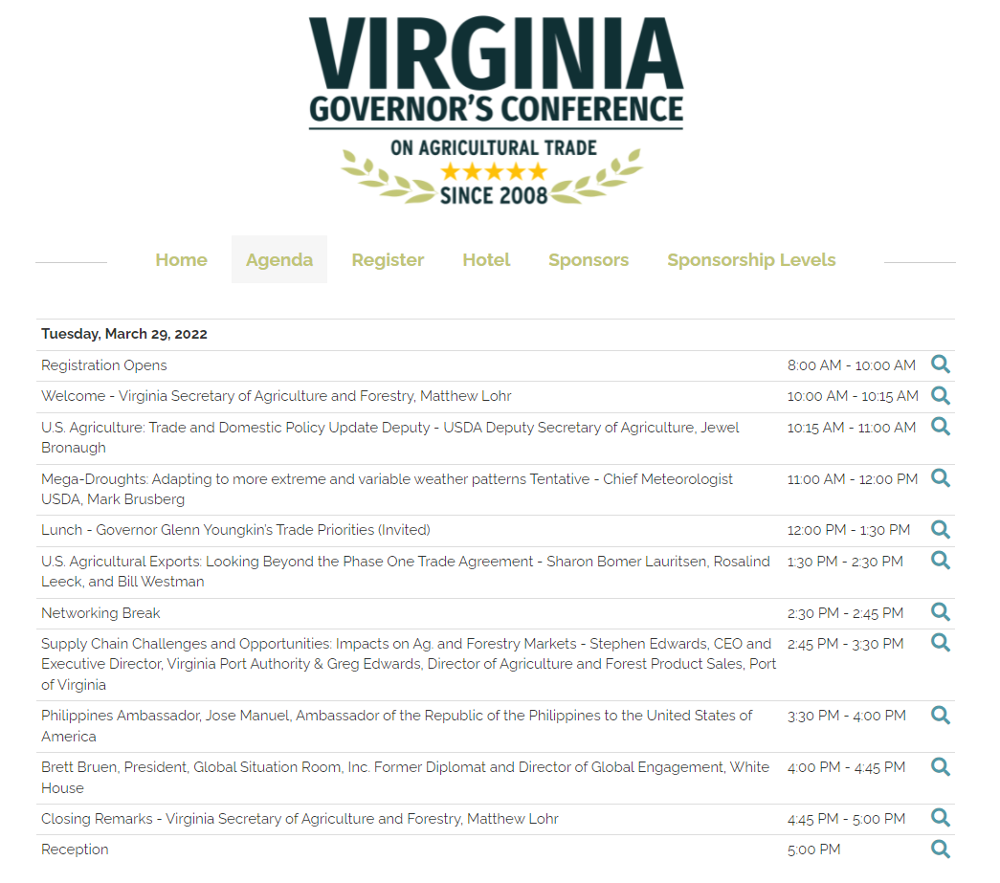 VIRGINIA
GOVERNOR'S CONFERENCE
ON AGRICULTURAL TRADE
SINCE 2008
Home Agenda Register Hotel Sponsors Sponsorship Levels
Tuesday, March 29, 2022
Registration Opens 8:00 AM - 10:00 AM
Welcome - Virginia Secretary of Agriculture and Forestry, Matthew Lohr 10:00 AM - 10:15 AM
U.S. Agriculture: Trade and Domestic Policy Update Deputy - USDA Deputy Secretary of Agriculture, Jewel 10:15 AM - 11:00 AM
Bronaugh
Mega-Droughts: Adapting to more extreme and variable weather patterns Tentative - Chief Meteorologist 11:00 AM - 12:00 PM
USDA, Mark Brusberg
Lunch - Governor Glenn Youngkin's Trade Priorities (Invited) 12:00 PM - 1:30 PM
U.S. Agricultural Exports: Looking Beyond the Phase One Trade Agreement - Sharon Bomer Lauritsen, Rosalind 1:30 PM - 2:30 PM
Leeck, and Bill Westman
Networking Break 2:30 PM - 2:45 PM
Supply Chain Challenges and Opportunities: Impacts on Ag. and Forestry Markets - Stephen Edwards, CEO and 2:45 PM - 3:30 PM
Executive Director, Virginia Port Authority & Greg Edwards, Director of Agriculture and Forest Product Sales, Port
of Virginia
Philippines Ambassador, Jose Manuel, Ambassador of the Republic of the Philippines to the United States of 3:30 PM - 4:00 PM
America
Brett Bruen, President, Global Situation Room, Inc. Former Diplomat and Director of Global Engagement, White 4:00 PM - 4:45 PM
House
Closing Remarks - Virginia Secretary of Agriculture and Forestry, Matthew Lohr 4:45 PM - 5:00 PM
Reception 5:00 PM